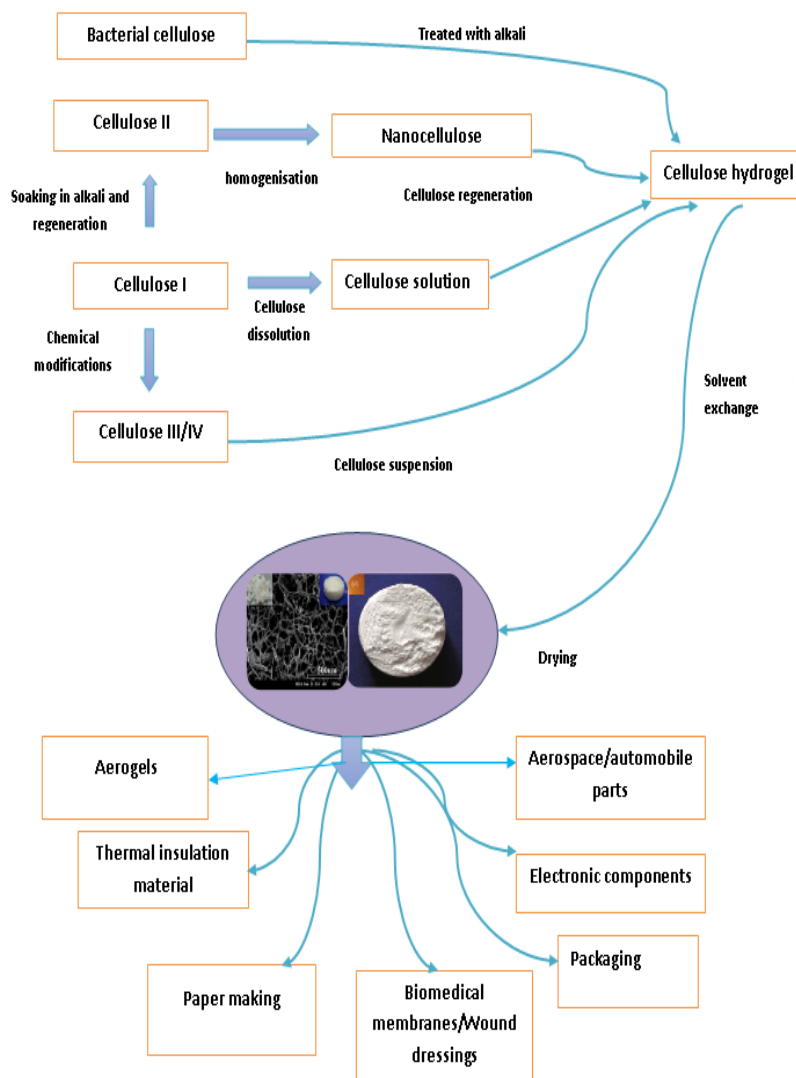 Bacterial cellulose
Treated with alkali
Cellulose II
Nanocellulose
homogenisation
Cellulose hydrogel
Soaking in alkali and
regeneration
Cellulose regeneration
Cellulose I
Cellulose solution
Cellulose
dissolution
Chemical
modifications
Solvent
exchange
Cellulose III/IV
Cellulose suspension
500nm
Drying
Aerogels
Aerospace/automobile
parts
Thermal insulation
material
Electronic components
Packaging
Paper making
Biomedical
membranes/Wound
dressings